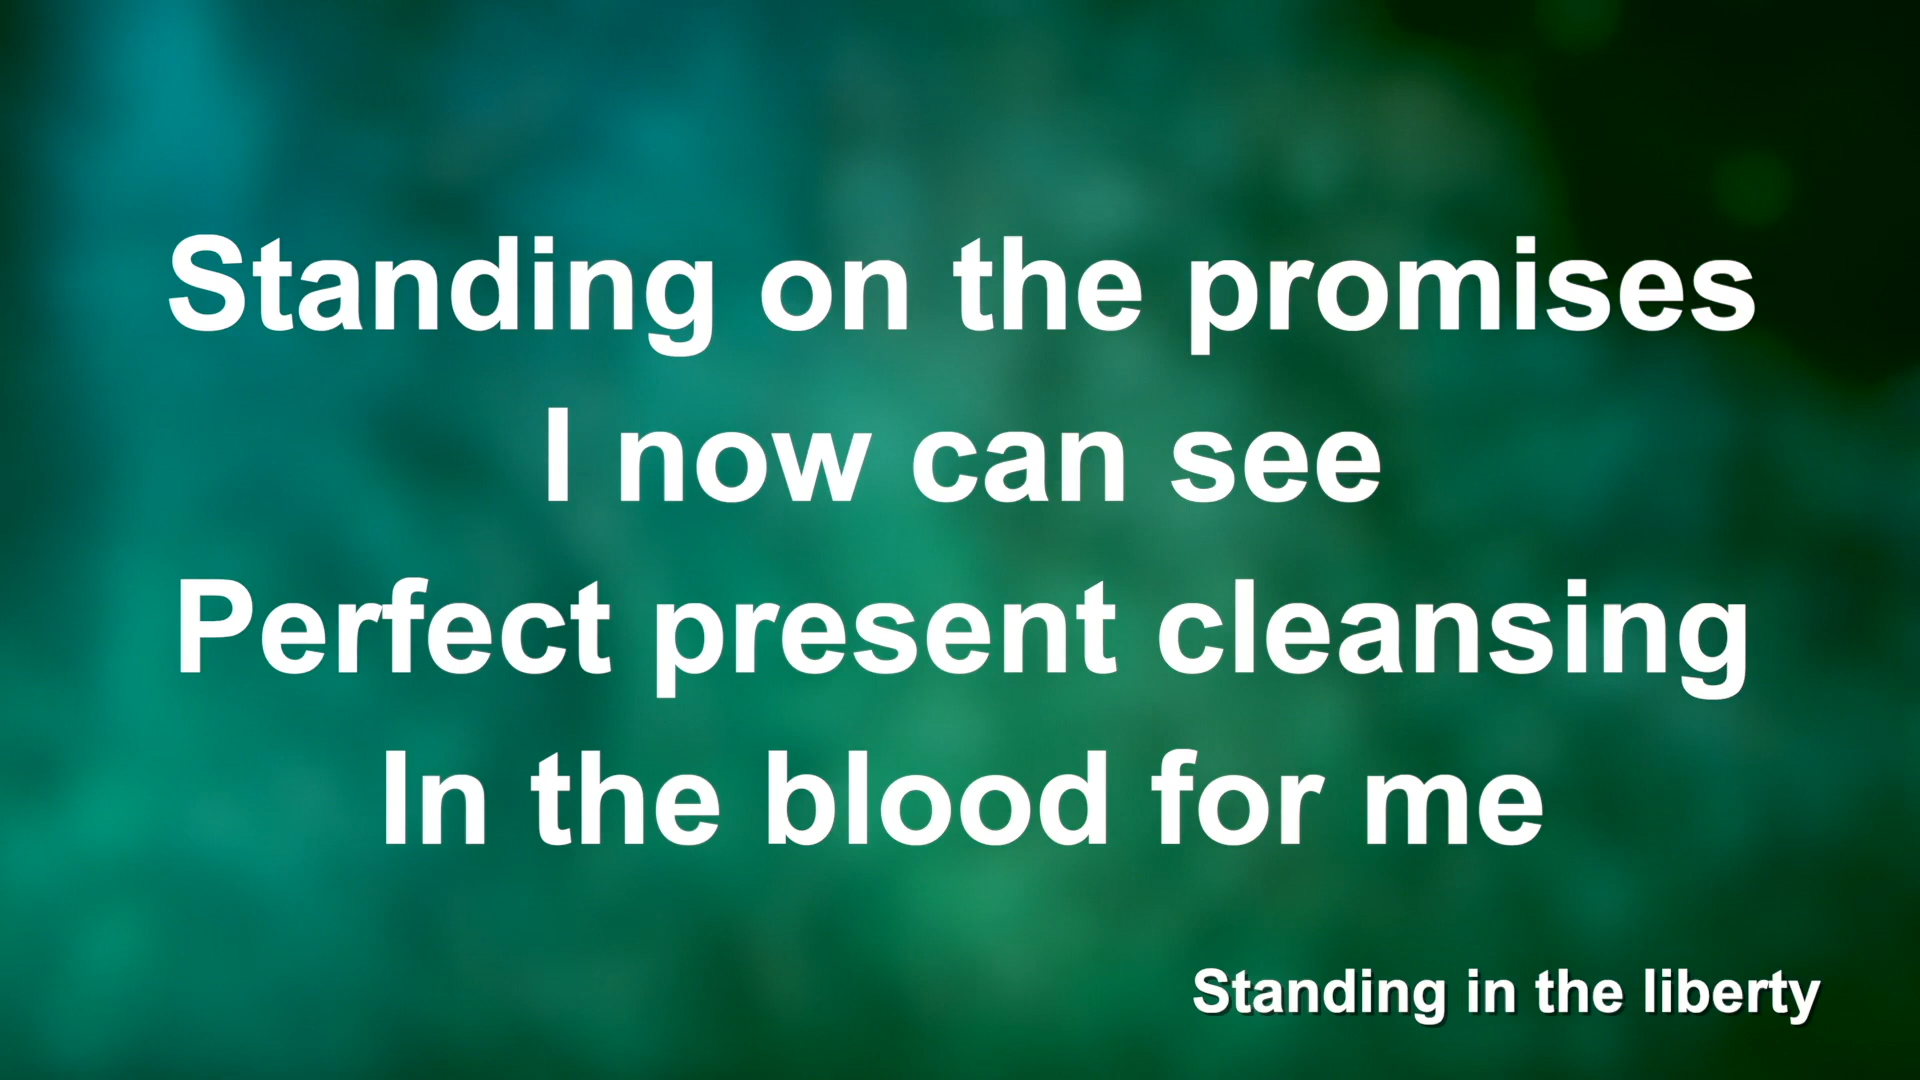 Standing on the promises
I now can see
Perfect present cleansing
In the blood for me
Standing in the liberty